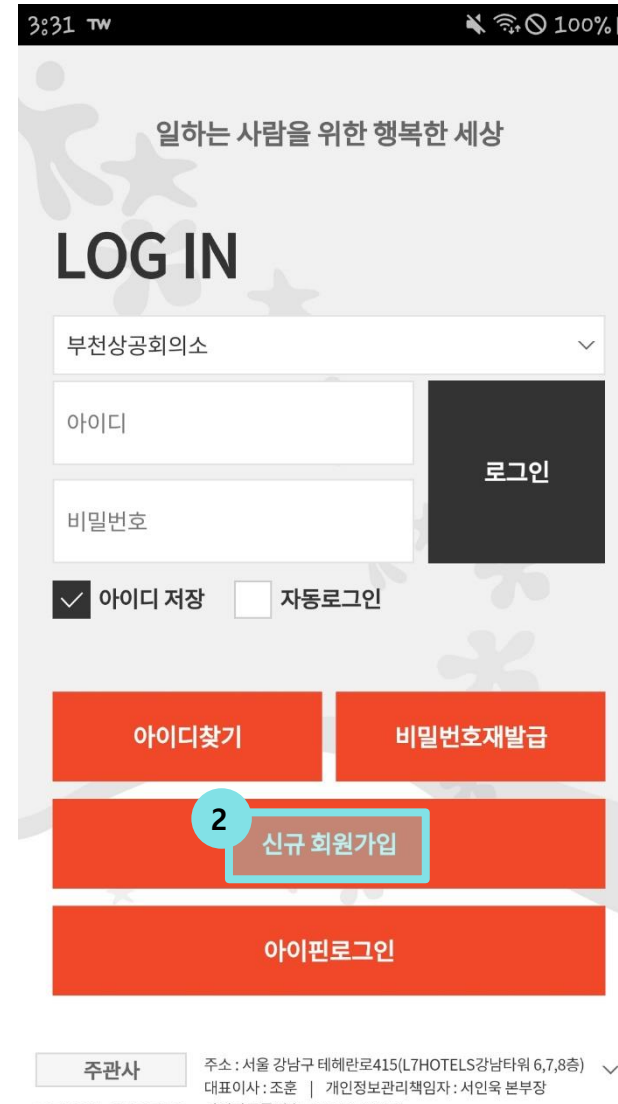 3:31 TW 100%
일하는 사람을 위한 행복한 세상
LOG IN
부천상공회의소
아이디
로그인
비밀번호
아이디 저장 자동로그인
아이디찾기 비밀번호재발급
2
신규 회원가입
아이핀로그인
주관사
주소 : 서울 강남구 테헤란로415(L7HOTELS강남타워 6,7,8층)
대표이사 : 조훈 | 개인정보관리책임자 : 서인욱 본부장